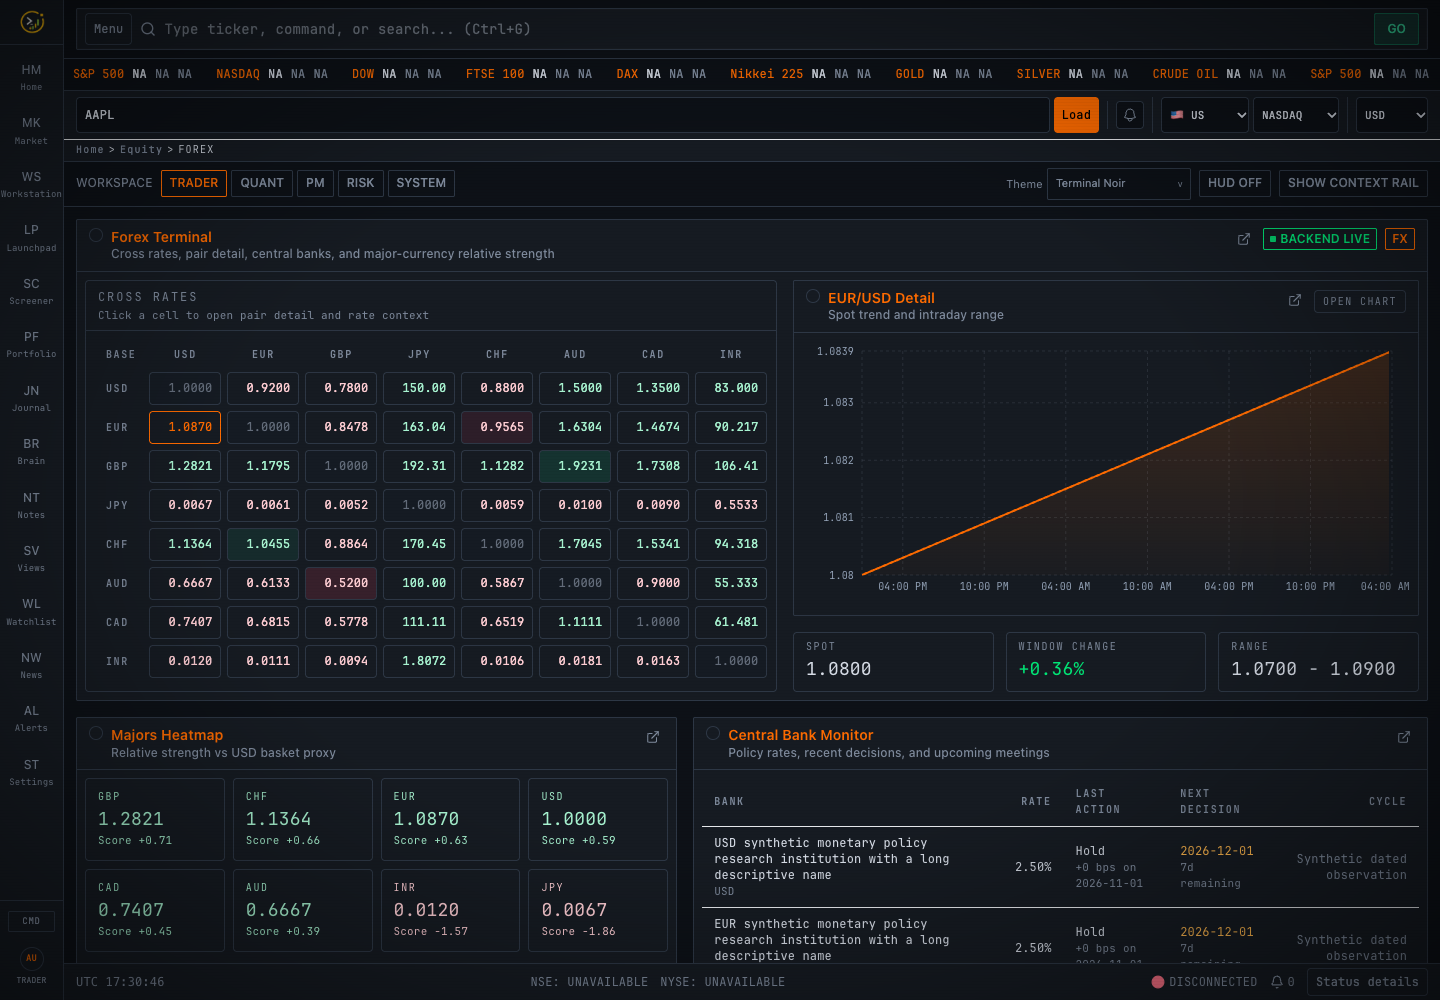 Menu Type ticker, command, or search... (Ctrl+G) GO
S&P 500 NA NA NA NASDAQ NA NA NA DOW NA NA NA FTSE 100 NA NA NA DAX NA NA NA Nikkei 225 NA NA NA GOLD NA NA NA SILVER NA NA NA CRUDE OIL NA NA NA S&P 500 NA NA NA
AAPL Load 🇺🇸 US NASDAQ USD
Home > Equity > FOREX
WORKSPACE TRADER QUANT PM RISK SYSTEM Theme Terminal Noir HUD OFF SHOW CONTEXT RAIL
HM
Home
MK
Market
WS
Workstation
LP
Launchpad
SC
Screener
PF
Portfolio
JN
Journal
BR
Brain
NT
Notes
SV
Views
WL
Watchlist
NW
News
AL
Alerts
ST
Settings
CMD
AU
TRADER
Forex Terminal BACKEND LIVE FX
Cross rates, pair detail, central banks, and major-currency relative strength
CROSS RATES
Click a cell to open pair detail and rate context
BASE USD EUR GBP JPY CHF AUD CAD INR
USD 1.0000 0.9200 0.7800 150.00 0.8800 1.5000 1.3500 83.000
EUR 1.0870 1.0000 0.8478 163.04 0.9565 1.6304 1.4674 90.217
GBP 1.2821 1.1795 1.0000 192.31 1.1282 1.9231 1.7308 106.41
JPY 0.0067 0.0061 0.0052 1.0000 0.0059 0.0100 0.0090 0.5533
CHF 1.1364 1.0455 0.8864 170.45 1.0000 1.7045 1.5341 94.318
AUD 0.6667 0.6133 0.5200 100.00 0.5867 1.0000 0.9000 55.333
CAD 0.7407 0.6815 0.5778 111.11 0.6519 1.1111 1.0000 61.481
INR 0.0120 0.0111 0.0094 1.8072 0.0106 0.0181 0.0163 1.0000
EUR/USD Detail OPEN CHART
Spot trend and intraday range
1.0839
1.083
1.082
1.081
1.08
04:00 PM 10:00 PM 04:00 AM 10:00 AM 04:00 PM 10:00 PM 04:00 AM
SPOT
1.0800
WINDOW CHANGE
+0.36%
RANGE
1.0700 - 1.0900
Majors Heatmap
Relative strength vs USD basket proxy
GBP
1.2821
Score +0.71
CHF
1.1364
Score +0.66
EUR
1.0870
Score +0.63
USD
1.0000
Score +0.59
CAD
0.7407
Score +0.45
AUD
0.6667
Score +0.39
INR
0.0120
Score -1.57
JPY
0.0067
Score -1.86
Central Bank Monitor
Policy rates, recent decisions, and upcoming meetings
BANK RATE LAST ACTION NEXT DECISION CYCLE
USD synthetic monetary policy
research institution with a long
descriptive name
USD
2.50%
Hold
+0 bps on
2026-11-01
2026-12-01
7d
remaining
Synthetic dated
observation
EUR synthetic monetary policy
research institution with a long
descriptive name
2.50%
Hold
+0 bps on
2026-11-01
2026-12-01
7d
remaining
Synthetic dated
observation
UTC 17:30:46 NSE: UNAVAILABLE NYSE: UNAVAILABLE DISCONNECTED 0 Status details